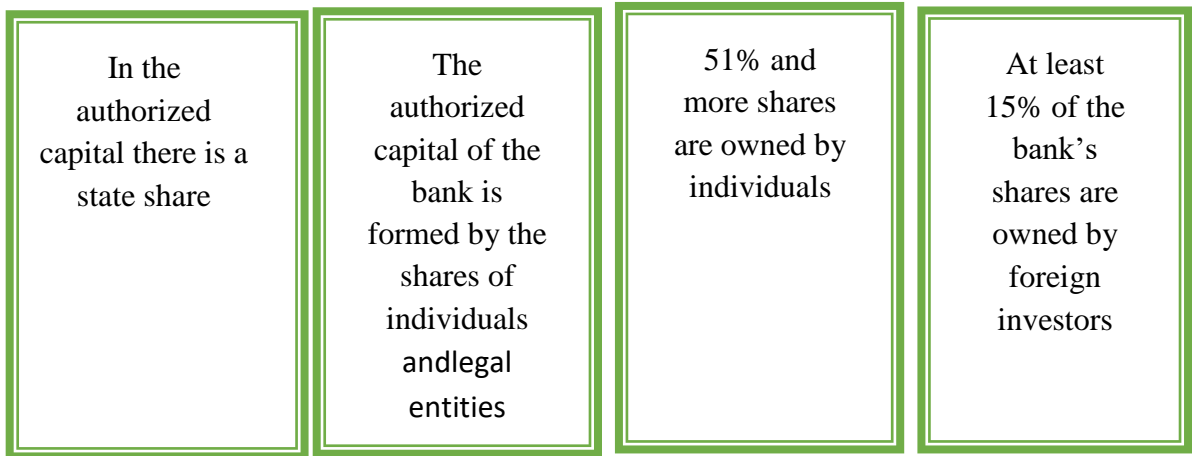 In the
authorized
capital there is a
state share
The
authorized
capital of the
bank is
formed by the
shares of
individuals
andlegal
entities
51% and
more shares
are owned by
individuals
At least
15% of the
bank’s
shares are
owned by
foreign
investors